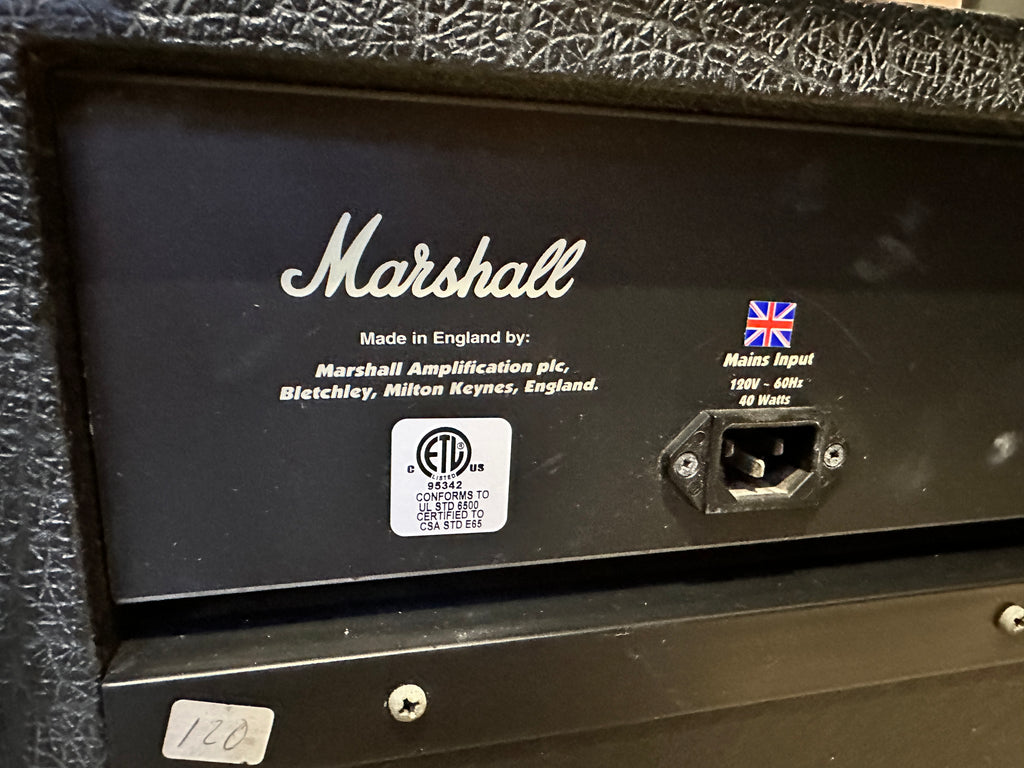 Marshall
Made in England by:
Marshall Amplification plc,
Bletchley, Milton Keynes, England.
Mains Input
120V ~ 60Hz
40 Watts
ETL ®
C US
LISTED
95342
CONFORMS TO
UL STD 6500
CERTIFIED TO
CSA STD E65
120